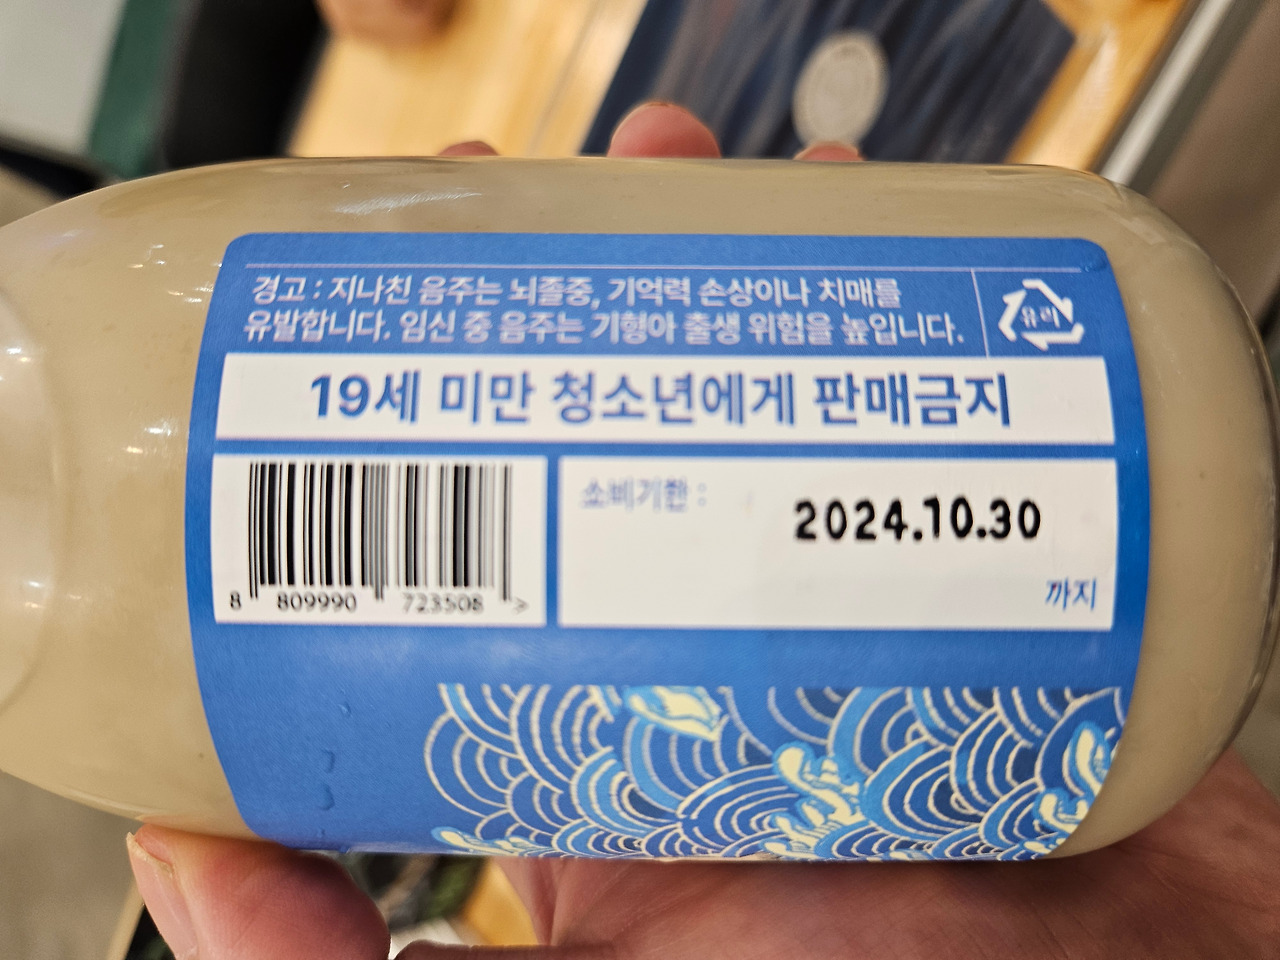 경고 : 지나친 음주는 뇌졸중, 기억력 손상이나 치매를
유발합니다. 임신 중 음주는 기형아 출생 위험을 높입니다.
유리
19세 미만 청소년에게 판매금지
소비기한 :
2024.10.30
까지
8 809990 723508 >